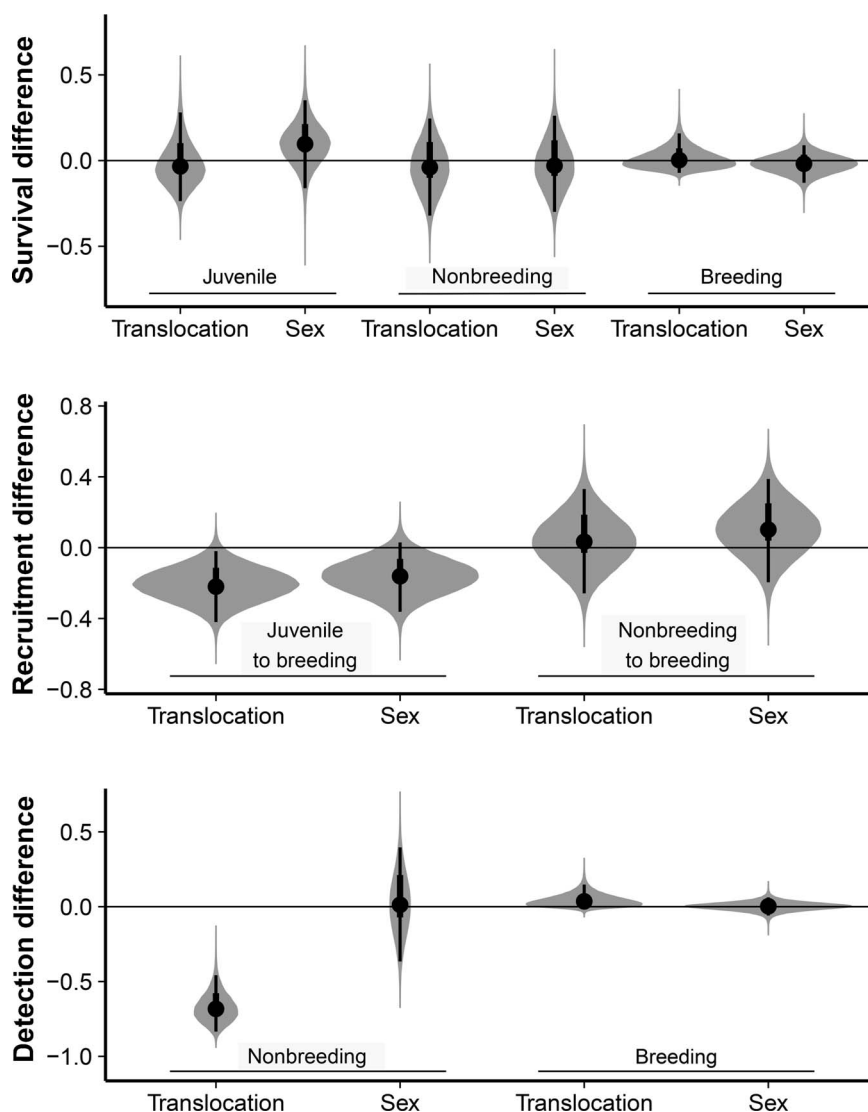 Survival difference
0.5
0.0
−0.5
Juvenile
Nonbreeding
Breeding
Translocation
Sex
Translocation
Sex
Translocation
Sex
Recruitment difference
0.8
0.4
0.0
−0.4
−0.8
Juvenile
to breeding
Nonbreeding
to breeding
Translocation
Sex
Translocation
Sex
Detection difference
0.5
0.0
−0.5
−1.0
Nonbreeding
Breeding
Translocation
Sex
Translocation
Sex